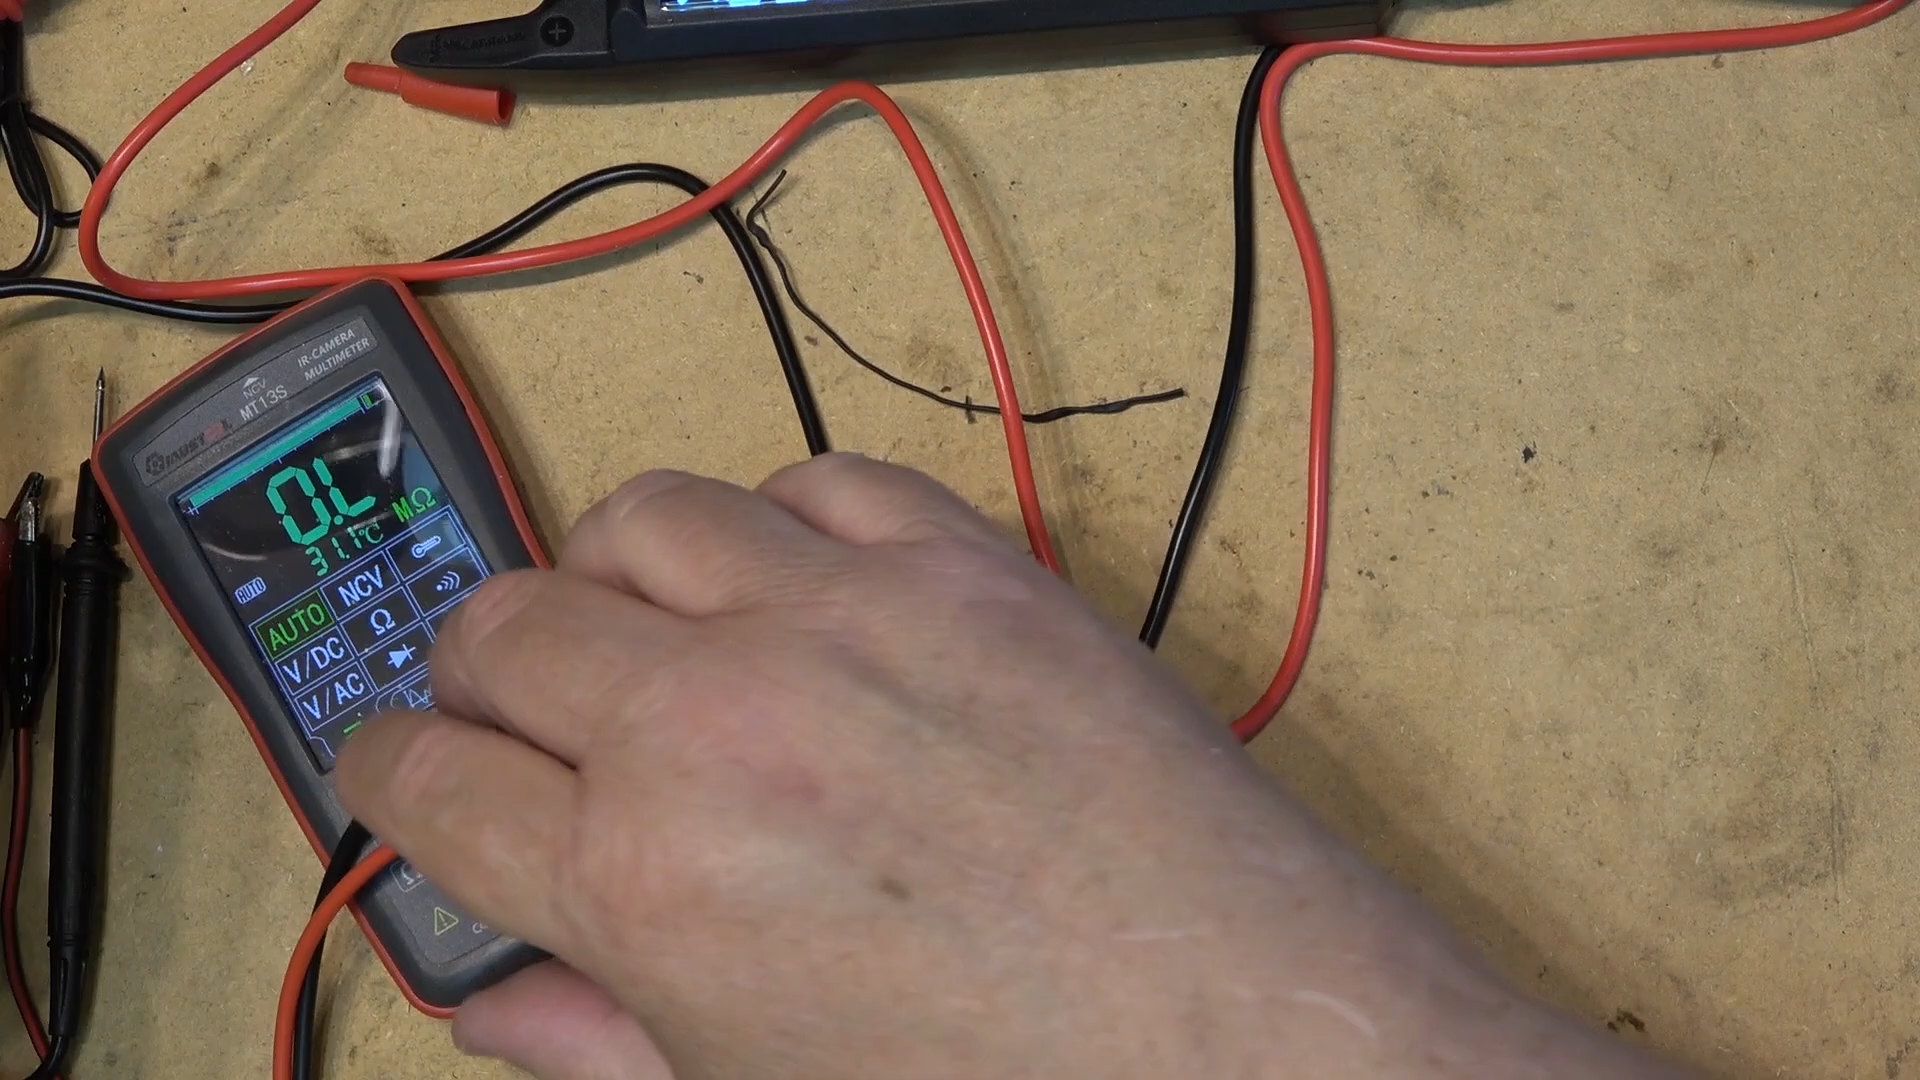 IR-CAMERA
MULTIMETER
NCV
MT13S
OL
MΩ
31.1°C
AUTO
AUTO
NCV
V/DC
Ω
V/AC